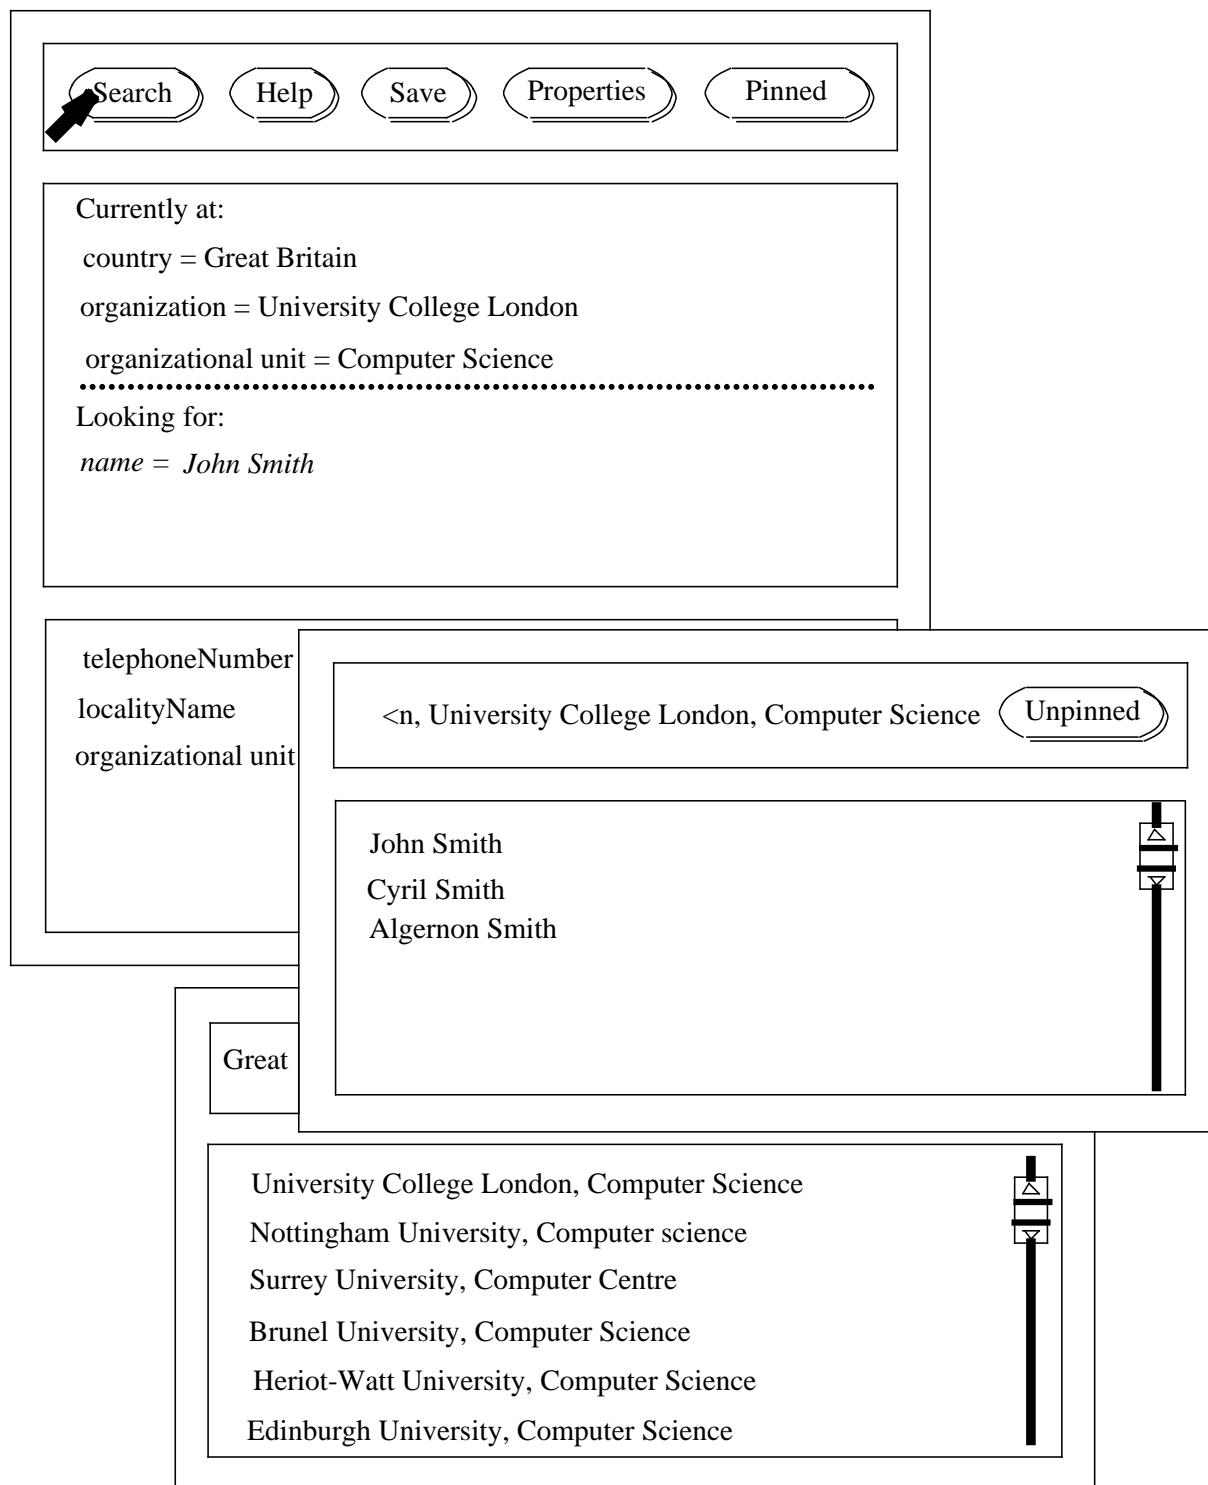 Search Help Save Properties Pinned
Currently at:
country = Great Britain
organization = University College London
organizational unit = Computer Science
Looking for:
name = John Smith
telephoneNumber
localityName
organizational unit
<n, University College London, Computer Science Unpinned
John Smith
Cyril Smith
Algernon Smith
Great
University College London, Computer Science
Nottingham University, Computer science
Surrey University, Computer Centre
Brunel University, Computer Science
Heriot-Watt University, Computer Science
Edinburgh University, Computer Science